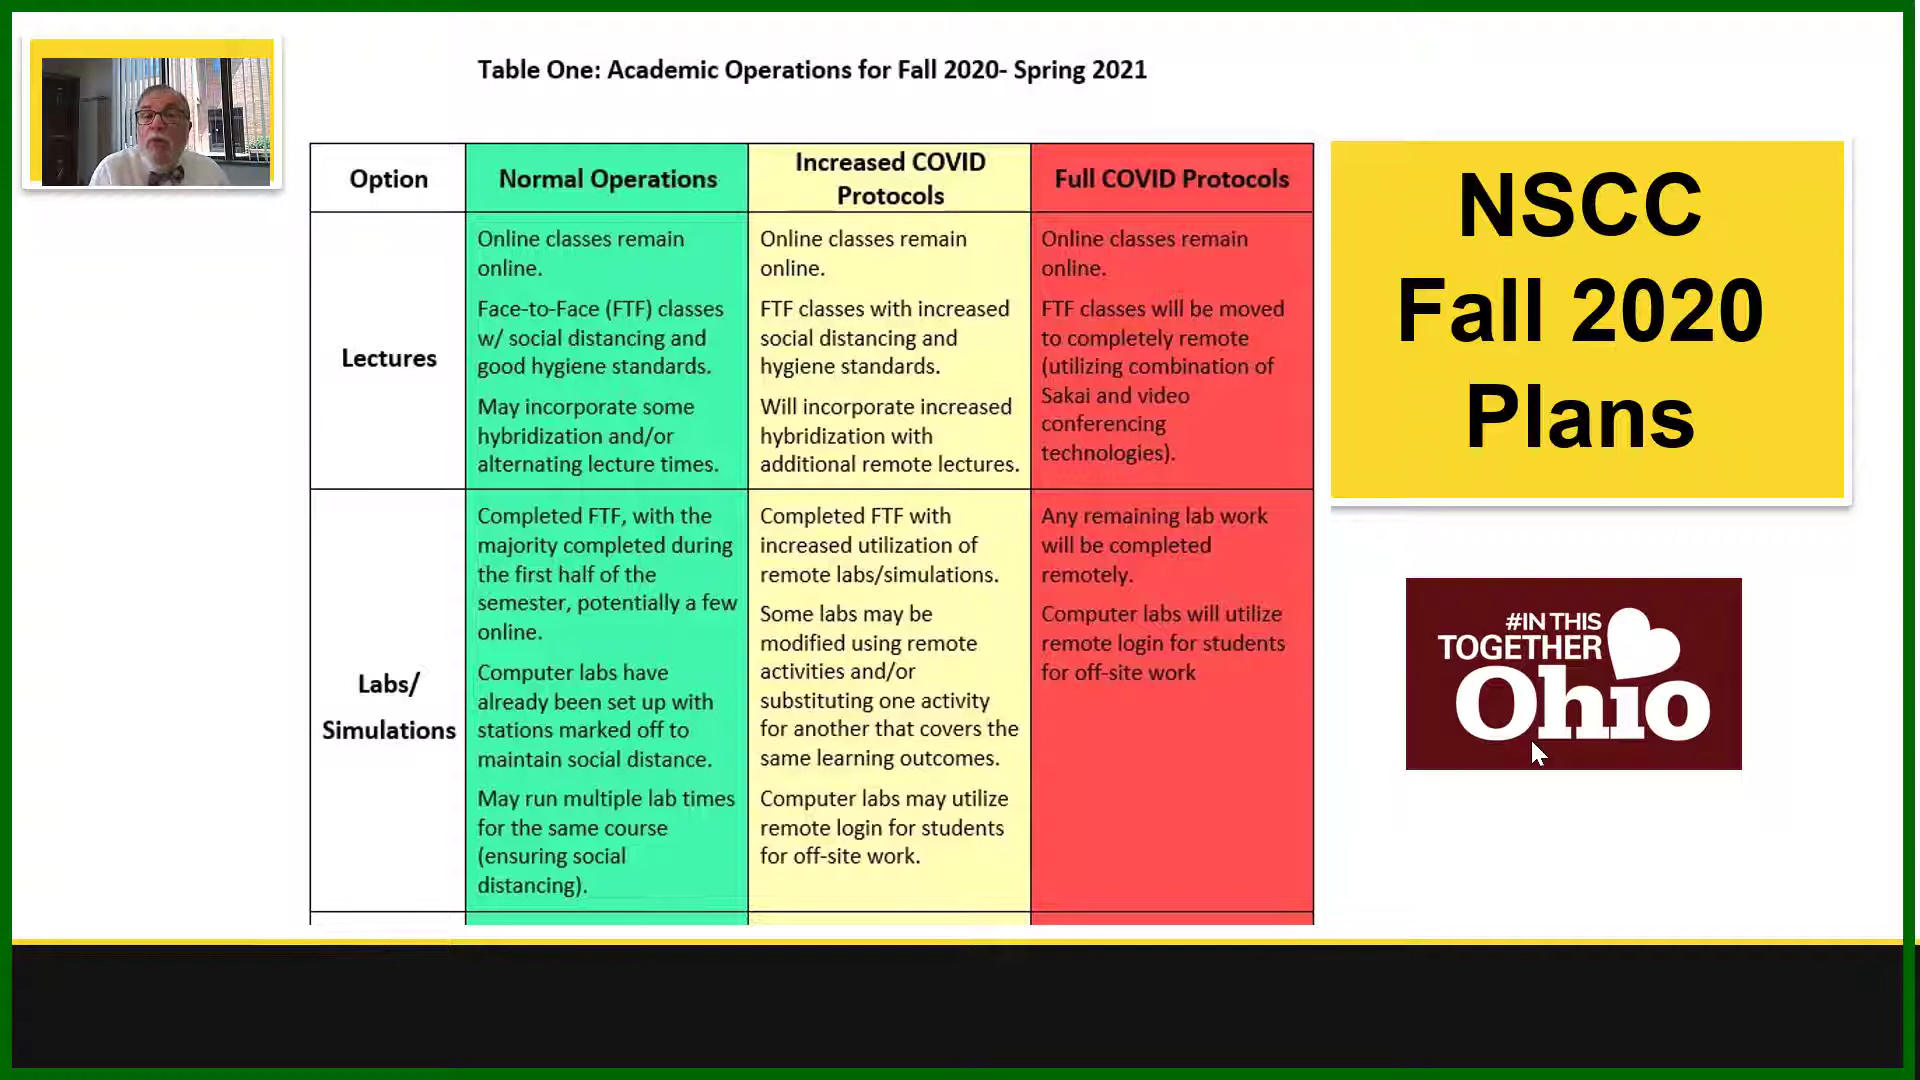 Table One: Academic Operations for Fall 2020- Spring 2021
Option
Normal Operations
Increased COVID
Protocols
Full COVID Protocols
Lectures
Online classes remain
online.
Face-to-Face (FTF) classes
w/ social distancing and
good hygiene standards.
May incorporate some
hybridization and/or
alternating lecture times.
Online classes remain
online.
FTF classes with increased
social distancing and
hygiene standards.
Will incorporate increased
hybridization with
additional remote lectures.
Online classes remain
online.
FTF classes will be moved
to completely remote
(utilizing combination of
Sakai and video
conferencing
technologies).
Labs/
Simulations
Completed FTF, with the
majority completed during
the first half of the
semester, potentially a few
online.
Computer labs have
already been set up with
stations marked off to
maintain social distance.
May run multiple lab times
for the same course
(ensuring social
distancing).
Completed FTF with
increased utilization of
remote labs/simulations.
Some labs may be
modified using remote
activities and/or
substituting one activity
for another that covers the
same learning outcomes.
Computer labs may utilize
remote login for students
for off-site work.
Any remaining lab work
will be completed
remotely.
Computer labs will utilize
remote login for students
for off-site work
NSCC
Fall 2020
Plans
#IN THIS
TOGETHER
Ohio